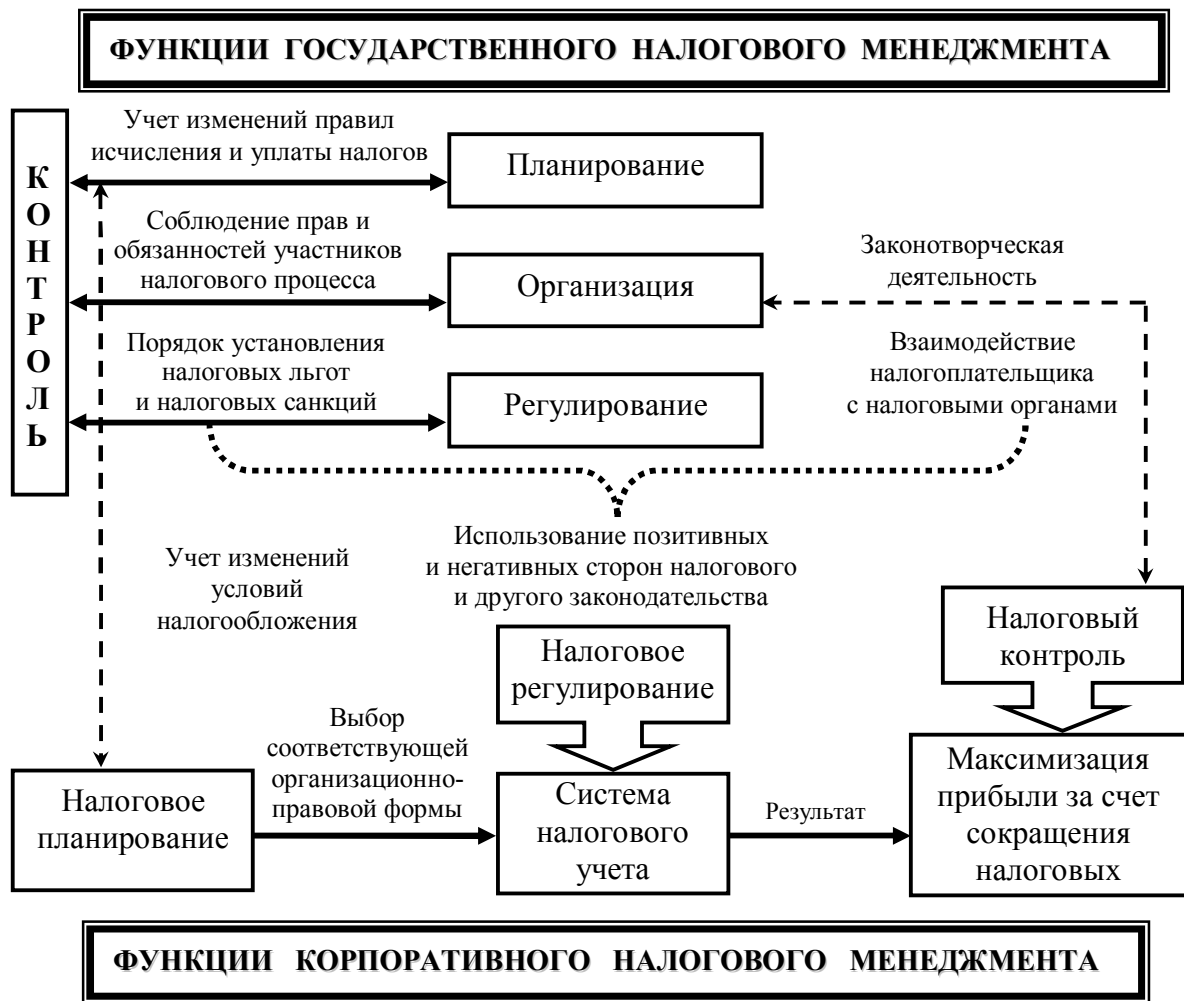 ФУНКЦИИ ГОСУДАРСТВЕННОГО НАЛОГОВОГО МЕНЕДЖМЕНТА
КОНТРОЛЬ
Учет изменений правил
исчисления и уплаты налогов
Планирование
Соблюдение прав и
обязанностей участников
налогового процесса
Организация
Законотворческая
деятельность
Порядок установления
налоговых льгот
и налоговых санкций
Регулирование
Взаимодействие
налогоплательщика
с налоговыми органами
Учет изменений
условий
налогообложения
Использование позитивных
и негативных сторон налогового
и другого законодательства
Налоговое
регулирование
Налоговый
контроль
Налоговое
планирование
Выбор
соответствующей
организационно-
правовой формы
Система
налогового
учета
Результат
Максимизация
прибыли за счет
сокращения
налоговых
ФУНКЦИИ КОРПОРАТИВНОГО НАЛОГОВОГО МЕНЕДЖМЕНТА